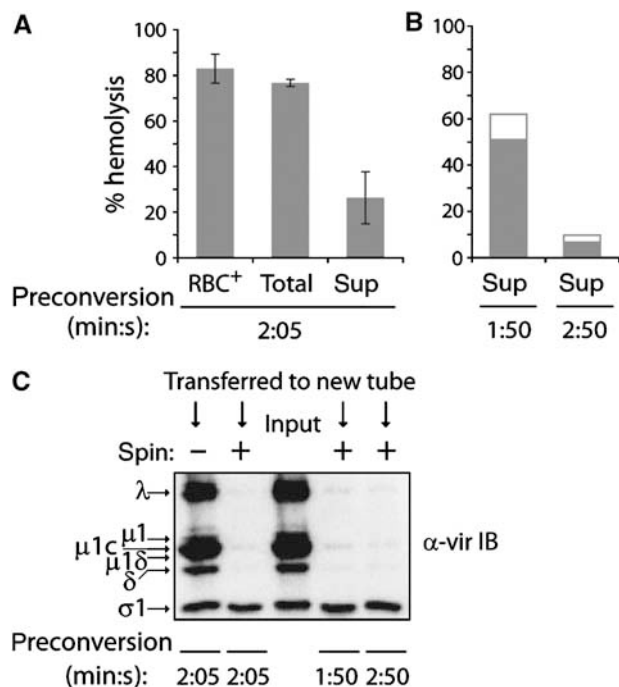 A
B
% hemolysis
100
80
60
40
20
0
100
80
60
40
20
0
RBC+ Total Sup
Sup Sup
Preconversion
(min:s):
2:05
1:50 2:50
C
Transferred to new tube
Input
Spin: − + + +
λ
μ1
μ1c
μ1δ
δ
σ1
α-vir IB
Preconversion
(min:s): 2:05 2:05 1:50 2:50